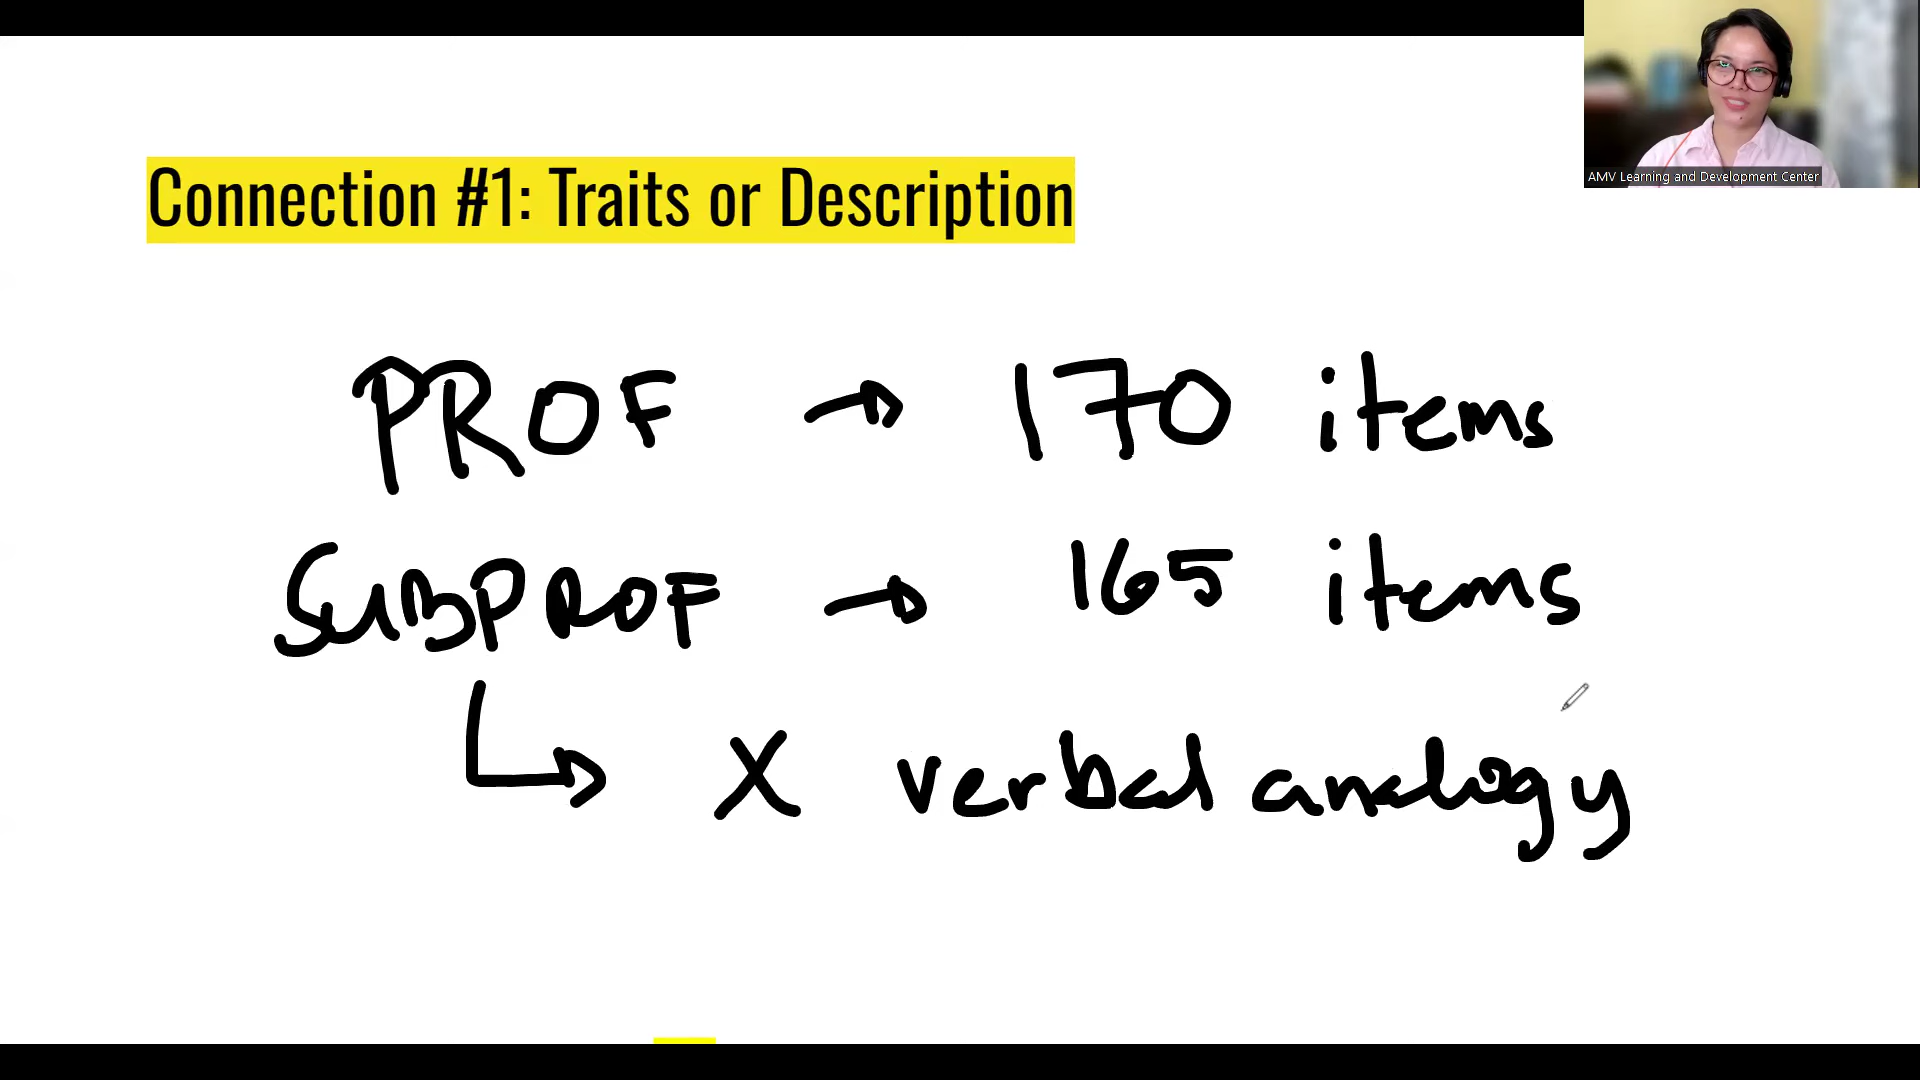 AMV Learning and Development Center
Connection #1: Traits or Description
PROF → 170 items
SUBPROF → 165 items
↳ X verbal analogy